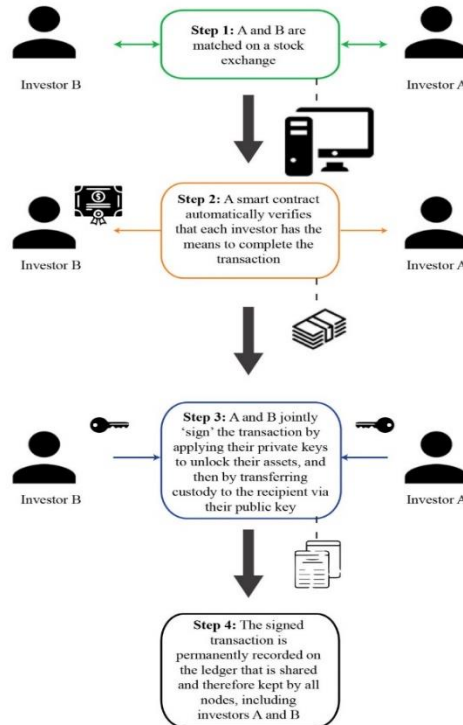 Step 1: A and B are
matched on a stock
exchange
Investor B
Investor A
Step 2: A smart contract
automatically verifies
that each investor has the
means to complete the
transaction
Investor B
Investor A
Step 3: A and B jointly
‘sign’ the transaction by
applying their private keys
to unlock their assets, and
then by transferring
custody to the recipient via
their public key
Investor B
Investor A
Step 4: The signed
transaction is
permanently recorded on
the ledger that is shared
and therefore kept by all
nodes, including
investors A and B